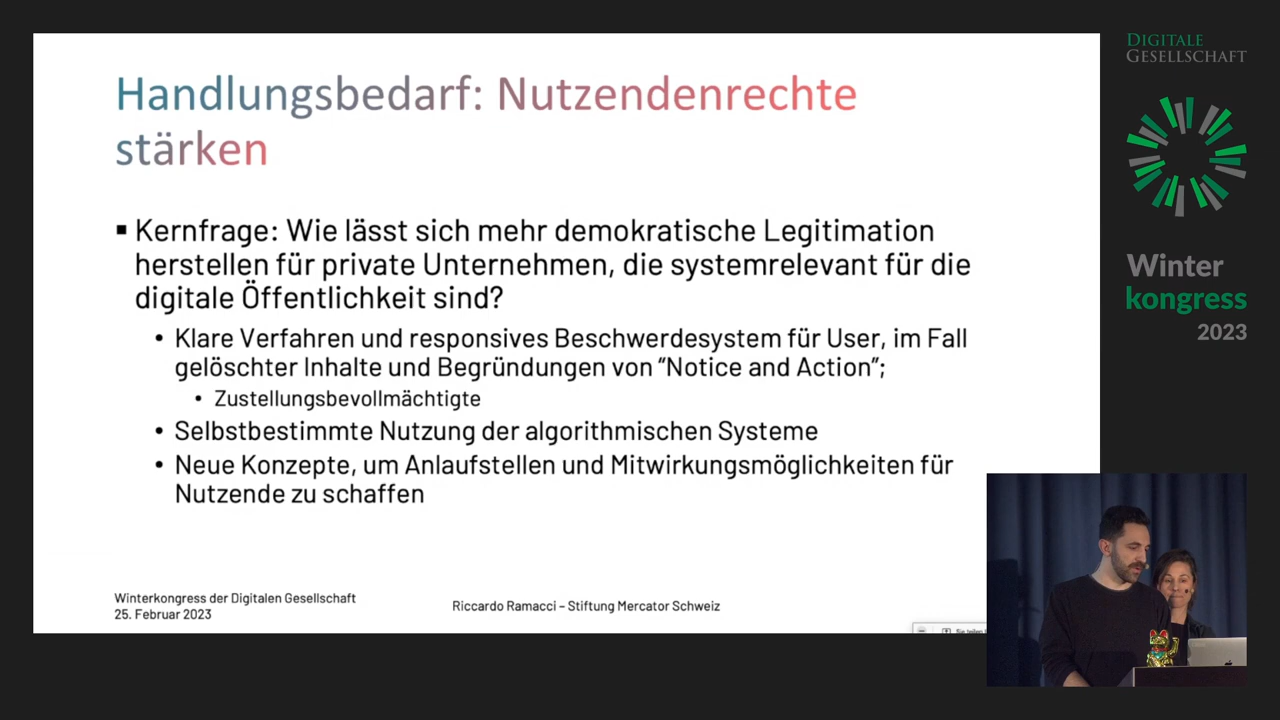 Handlungsbedarf: Nutzendenrechte
stärken
▪ Kernfrage: Wie lässt sich mehr demokratische Legitimation
herstellen für private Unternehmen, die systemrelevant für die
digitale Öffentlichkeit sind?
• Klare Verfahren und responsives Beschwerdesystem für User, im Fall
gelöschter Inhalte und Begründungen von “Notice and Action”;
• Zustellungsbevollmächtigte
• Selbstbestimmte Nutzung der algorithmischen Systeme
• Neue Konzepte, um Anlaufstellen und Mitwirkungsmöglichkeiten für
Nutzende zu schaffen
Winterkongress der Digitalen Gesellschaft
25. Februar 2023
Riccardo Ramacci – Stiftung Mercator Schweiz
DIGITALE
GESELLSCHAFT
Winter
kongress
2023